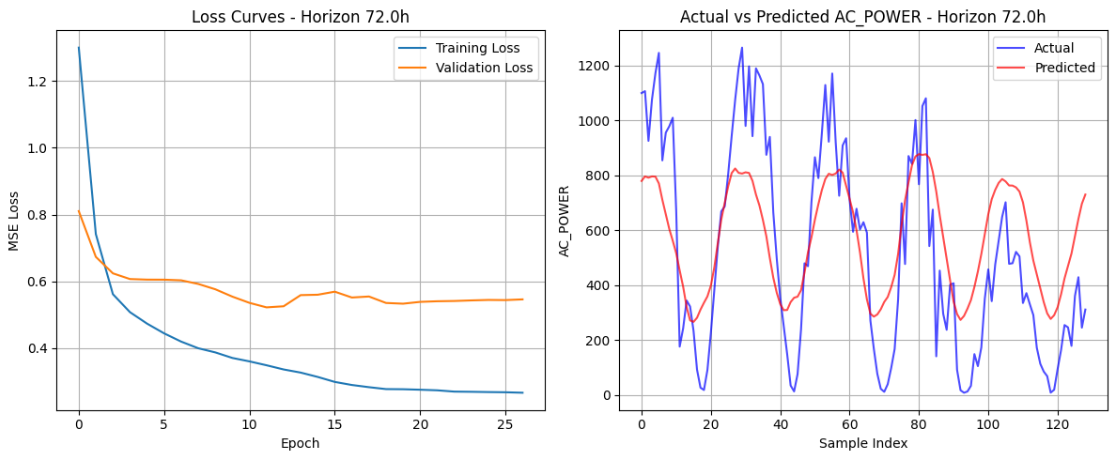 Loss Curves - Horizon 72.0h
Training Loss
Validation Loss
MSE Loss
1.2
1.0
0.8
0.6
0.4
0
5
10
15
20
25
Epoch
Actual vs Predicted AC_POWER - Horizon 72.0h
Actual
Predicted
AC_POWER
1200
1000
800
600
400
200
0
0
20
40
60
80
100
120
Sample Index